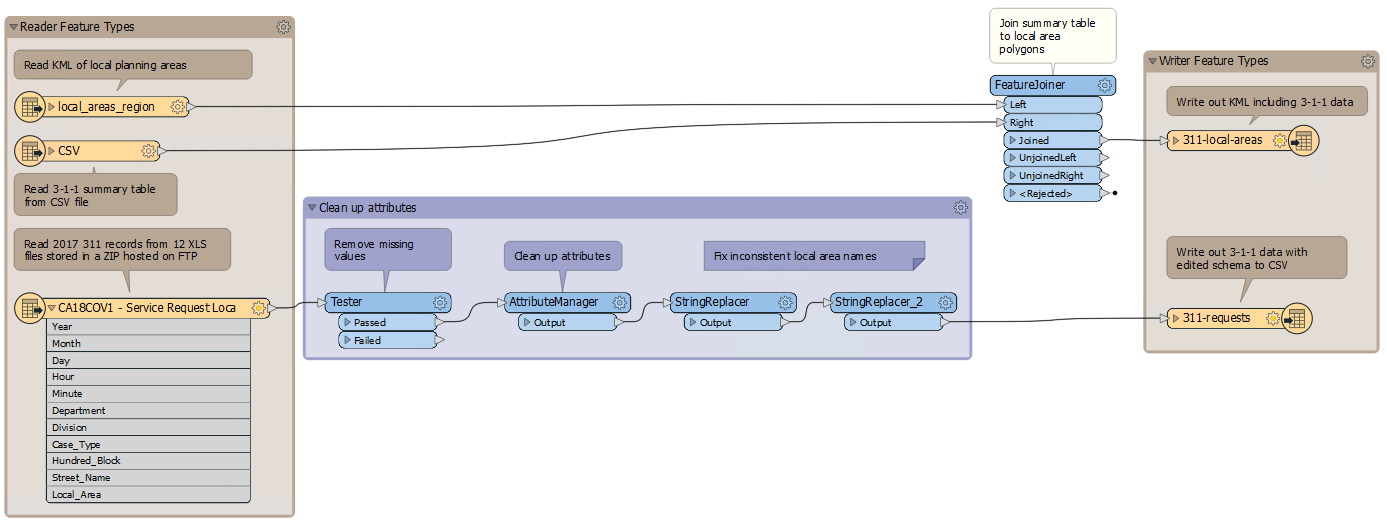 Reader Feature Types
Read KML of local planning areas
local_areas_region
CSV
Read 3-1-1 summary table
from CSV file
Read 2017 311 records from 12 XLS
files stored in a ZIP hosted on FTP
CA18COV1 - Service Request Loca
Year
Month
Day
Hour
Minute
Department
Division
Case_Type
Hundred_Block
Street_Name
Local_Area
Clean up attributes
Remove missing
values
Tester
Passed
Failed
Clean up attributes
AttributeManager
Output
Fix inconsistent local area names
StringReplacer
Output
StringReplacer_2
Output
Join summary table
to local area
polygons
FeatureJoiner
Left
Right
Joined
UnjoinedLeft
UnjoinedRight
<Rejected>
Writer Feature Types
Write out KML including 3-1-1 data
311-local-areas
Write out 3-1-1 data with
edited schema to CSV
311-requests